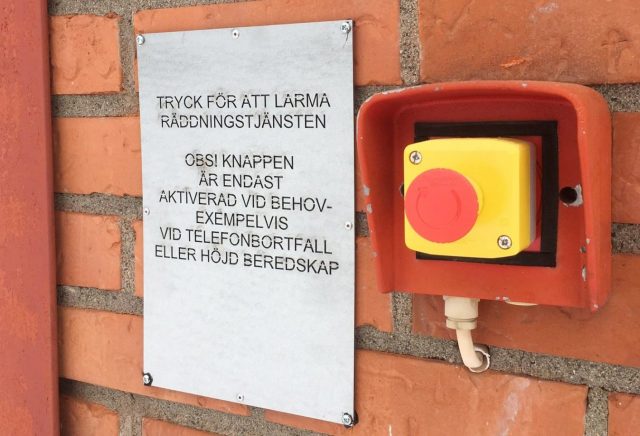 TRYCK FÖR ATT LARMA
RÄDDNINGSTJÄNSTEN
OBS! KNAPPEN
ÄR ENDAST
AKTIVERAD VID BEHOV-
EXEMPELVIS
VID TELEFONBORTFALL
ELLER HÖJD BEREDSKAP